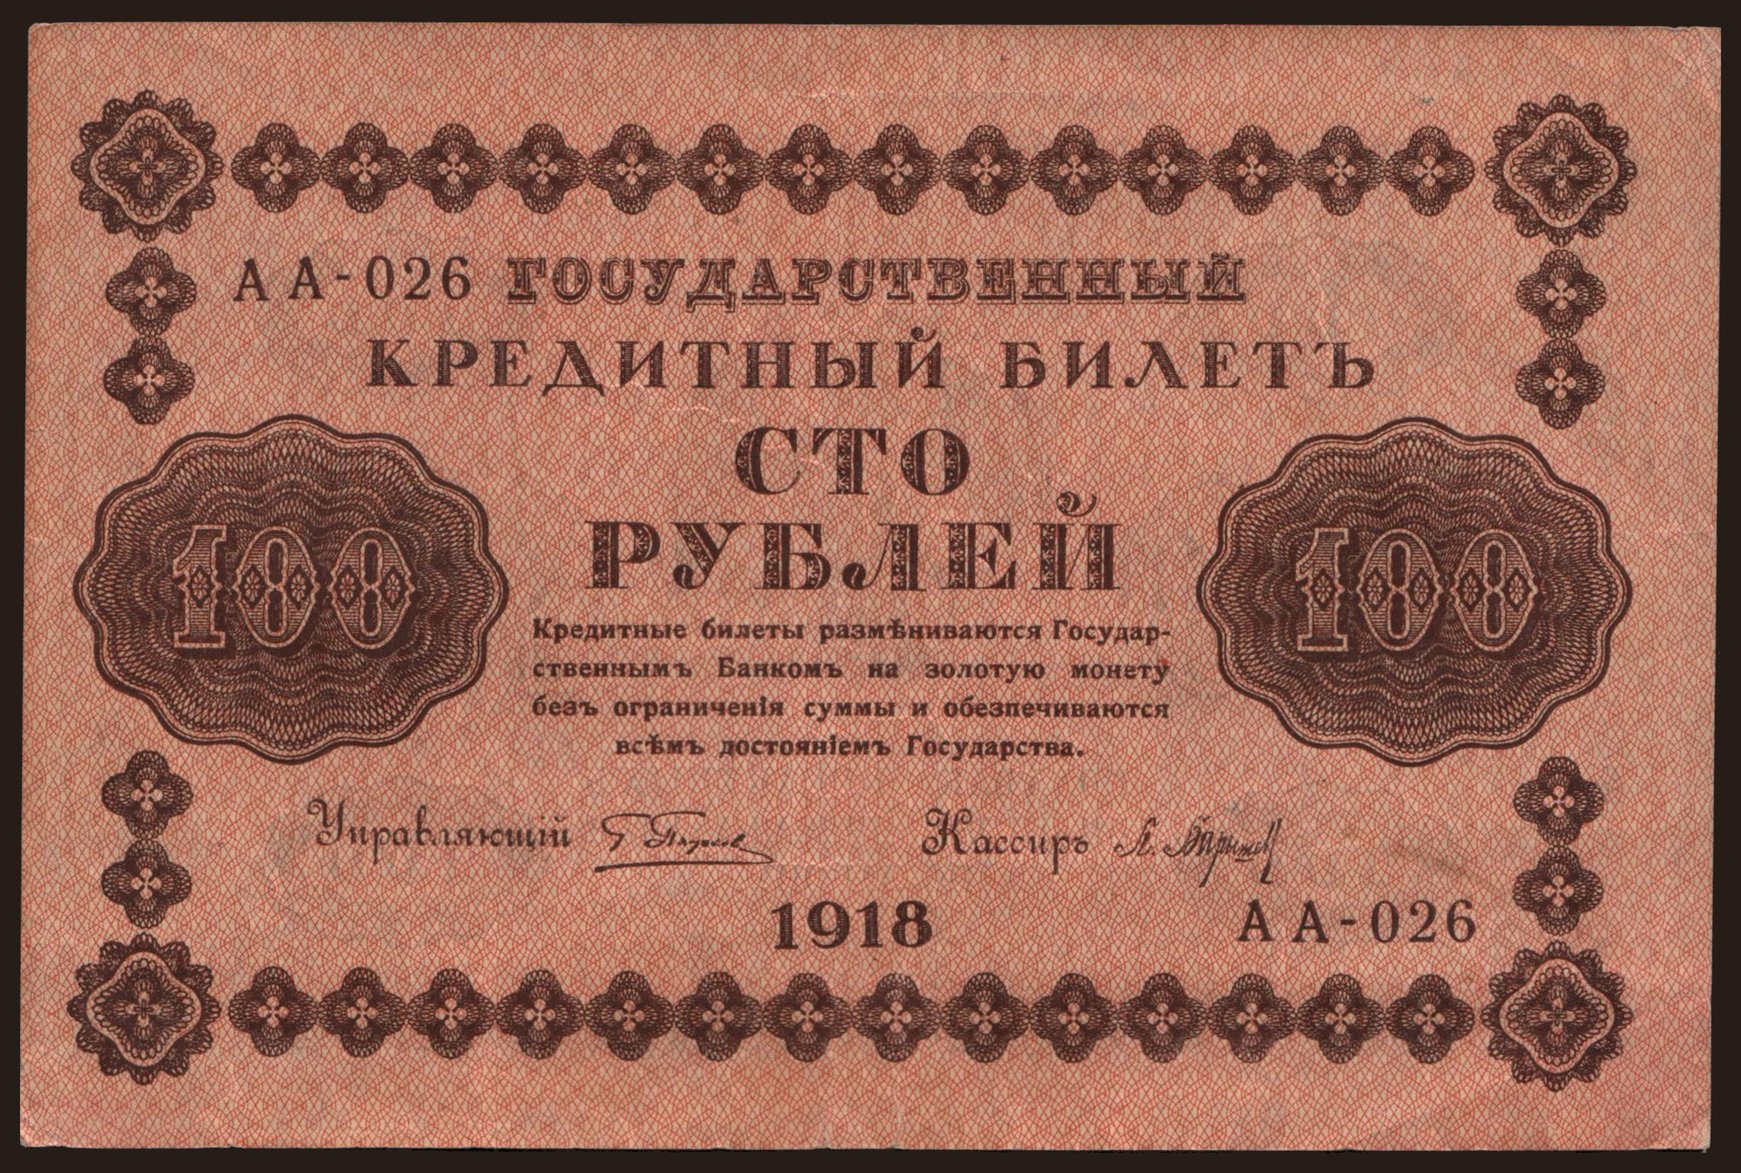 АА-026 ГОСУДАРСТВЕННЫЙ
КРЕДИТНЫЙ БИЛЕТЪ
СТО
РУБЛЕЙ
100
100
Кредитные билеты размѣниваются Государ-
ственнымъ Банкомъ на золотую монету
безъ ограниченія суммы и обезпечиваются
всѣмъ достояніемъ Государства.
Управляющій
Кассиръ
1918
АА-026